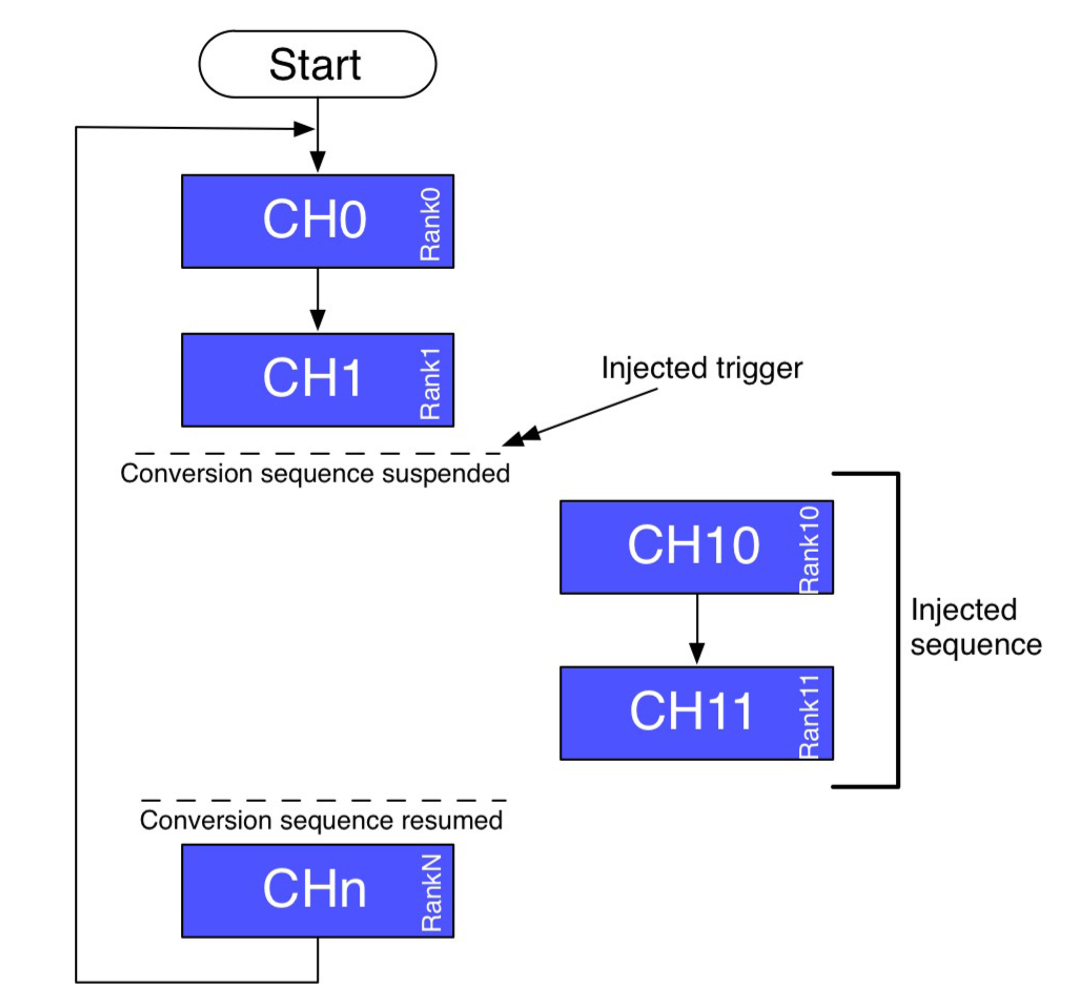 Start
CH0
Rank0
CH1
Rank1
Injected trigger
Conversion sequence suspended
CH10
Rank10
Injected
sequence
CH11
Rank11
Conversion sequence resumed
CHn
RankN